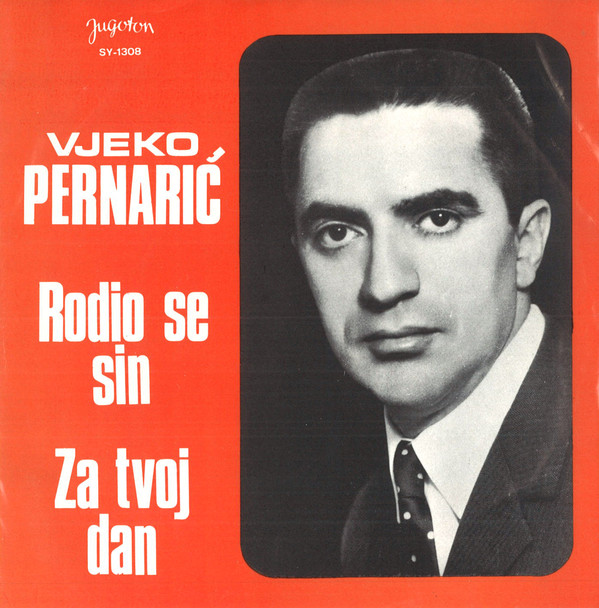 Jugoton
SY-1308
VJEKO
PERNARIĆ
Rodio se
sin
Za tvoj
dan